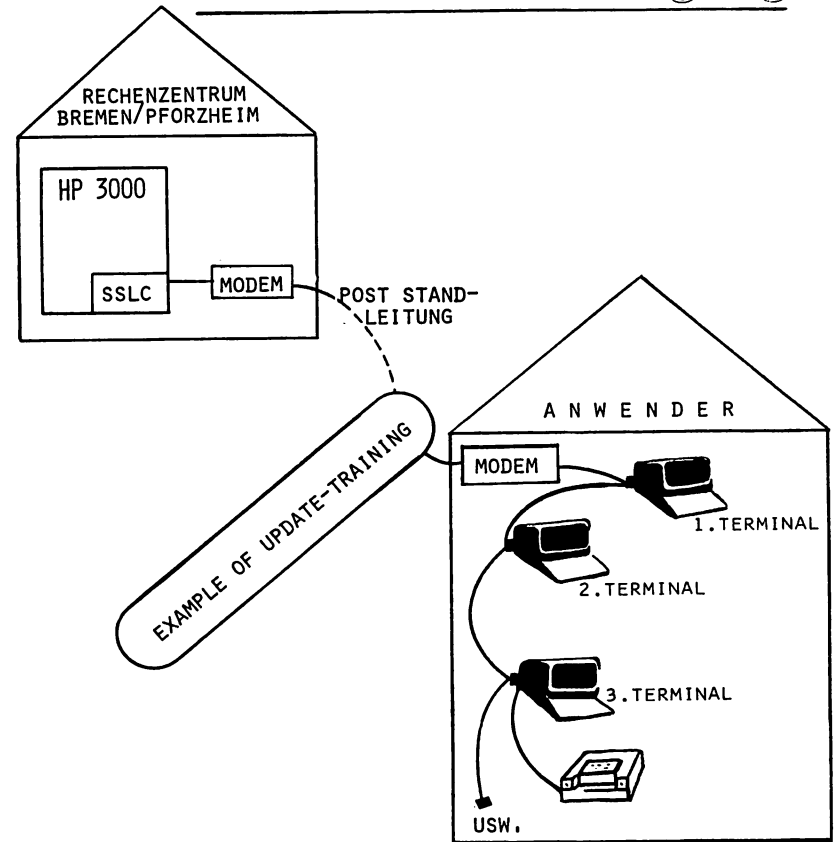 RECHENZENTRUM
BREMEN/PFORZHEIM
HP 3000
SSLC
MODEM
POST STAND-
LEITUNG
ANWENDER
MODEM
1.TERMINAL
2.TERMINAL
3.TERMINAL
USW.
EXAMPLE OF UPDATE-TRAINING